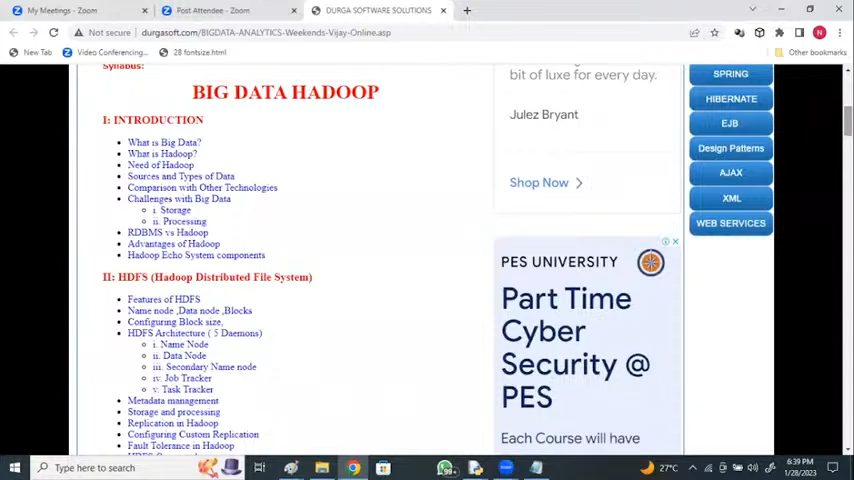 My Meetings - Zoom
Post Attendee - Zoom
DURGA SOFTWARE SOLUTIONS
Not secure
durgasoft.com/BIGDATA-ANALYTICS-Weekends-Vijay-Online.asp
N
New Tab
Video Conferencing...
28 fontsize.html
Other bookmarks
Syllabus:
BIG DATA HADOOP
I: INTRODUCTION
What is Big Data?
What is Hadoop?
Need of Hadoop
Sources and Types of Data
Comparison with Other Technologies
Challenges with Big Data
i. Storage
ii. Processing
RDBMS vs Hadoop
Advantages of Hadoop
Hadoop Echo System components
II: HDFS (Hadoop Distributed File System)
Features of HDFS
Name node ,Data node ,Blocks
Configuring Block size,
HDFS Architecture ( 5 Daemons)
i. Name Node
ii. Data Node
iii. Secondary Name node
iv. Job Tracker
v. Task Tracker
Metadata management
Storage and processing
Replication in Hadoop
Configuring Custom Replication
Fault Tolerance in Hadoop
bit of luxe for every day.
Julez Bryant
Shop Now
PES UNIVERSITY
Part Time
Cyber
Security @
PES
Each Course will have
SPRING
HIBERNATE
EJB
Design Patterns
AJAX
XML
WEB SERVICES
Type here to search
99+
27°C
6:39 PM
1/28/2023